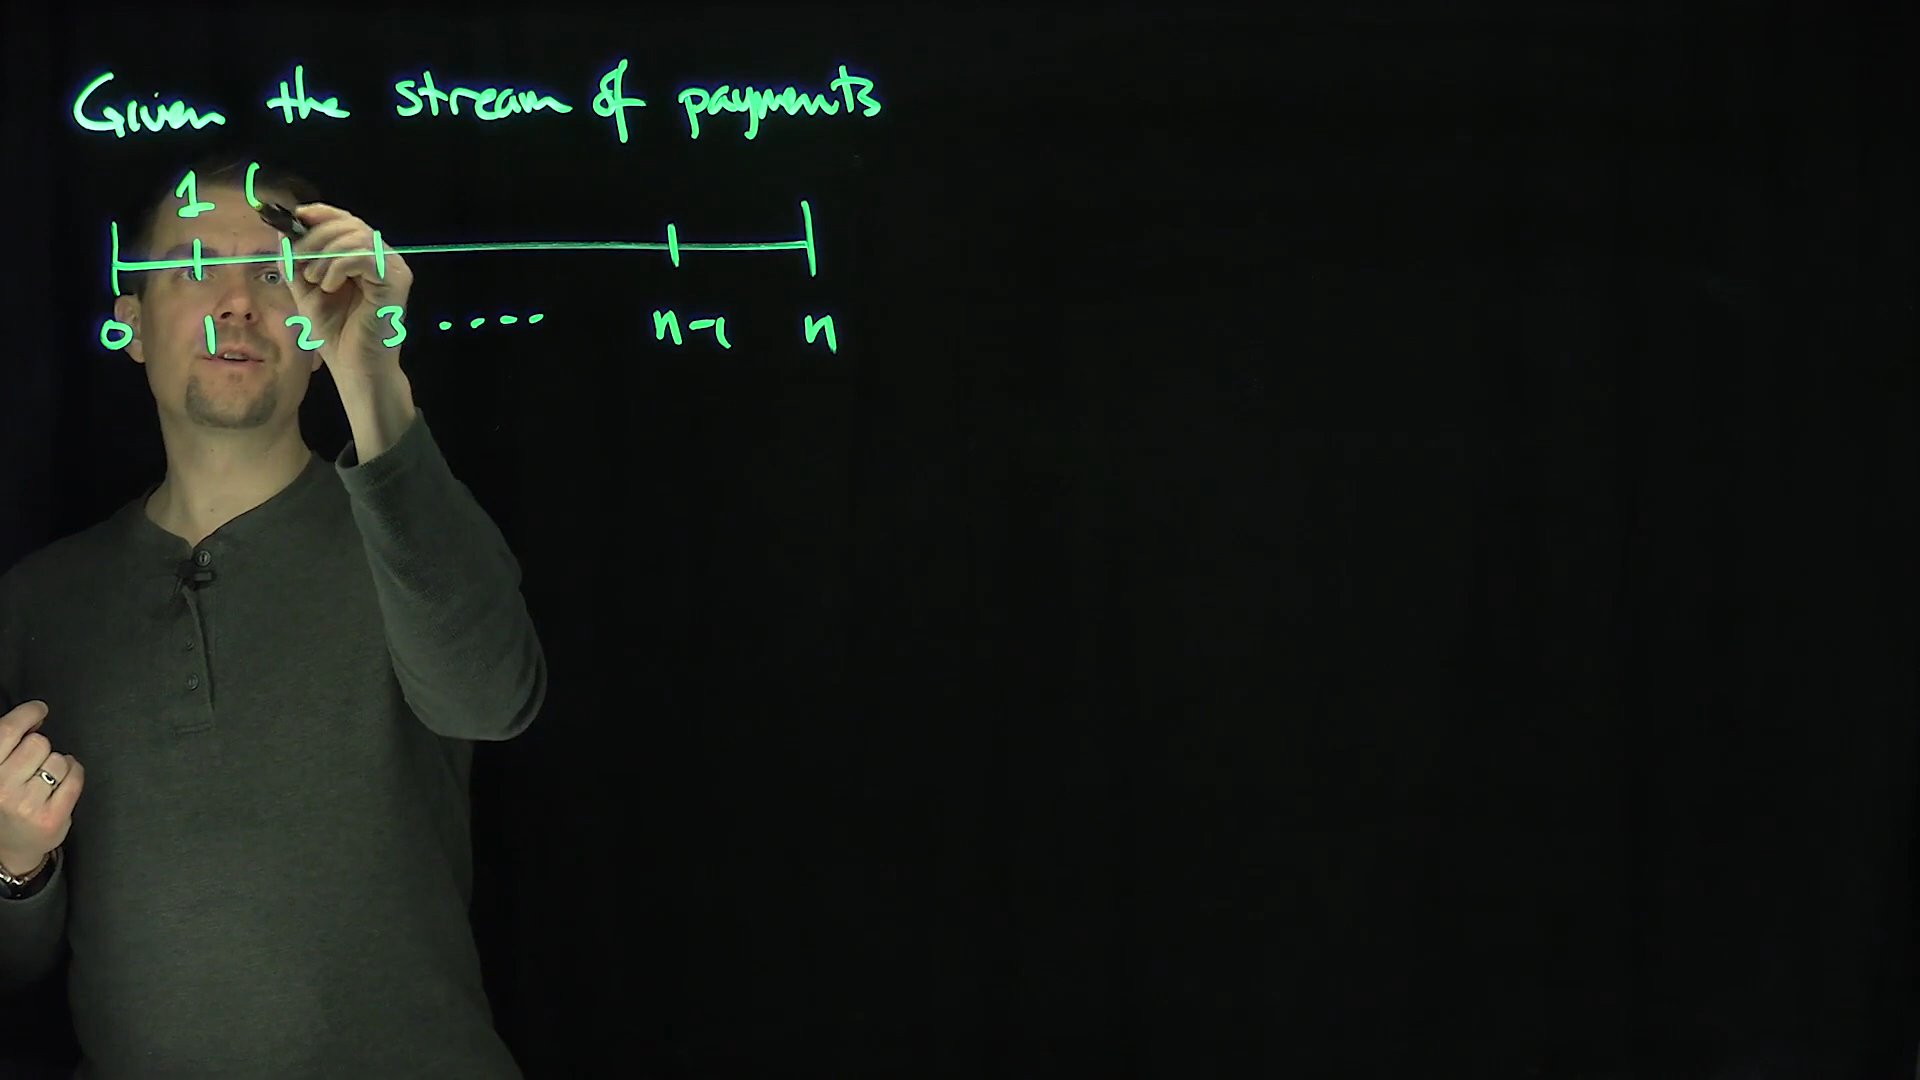 Given the stream of payments
1 (
0 1 2 3 .... n-1 n